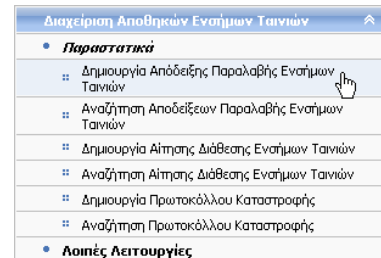 Διαχείριση Αποθηκών Ενσήμων Ταινιών
Παραστατικά
Δημιουργία Απόδειξης Παραλαβής Ενσήμων
Ταινιών
Αναζήτηση Αποδείξεων Παραλαβής Ενσήμων
Ταινιών
Δημιουργία Αίτησης Διάθεσης Ενσήμων Ταινιών
Αναζήτηση Αίτησης Διάθεσης Ενσήμων Ταινιών
Δημιουργία Πρωτοκόλλου Καταστροφής
Αναζήτηση Πρωτοκόλλου Καταστροφής
Λοιπές Λειτουργίες